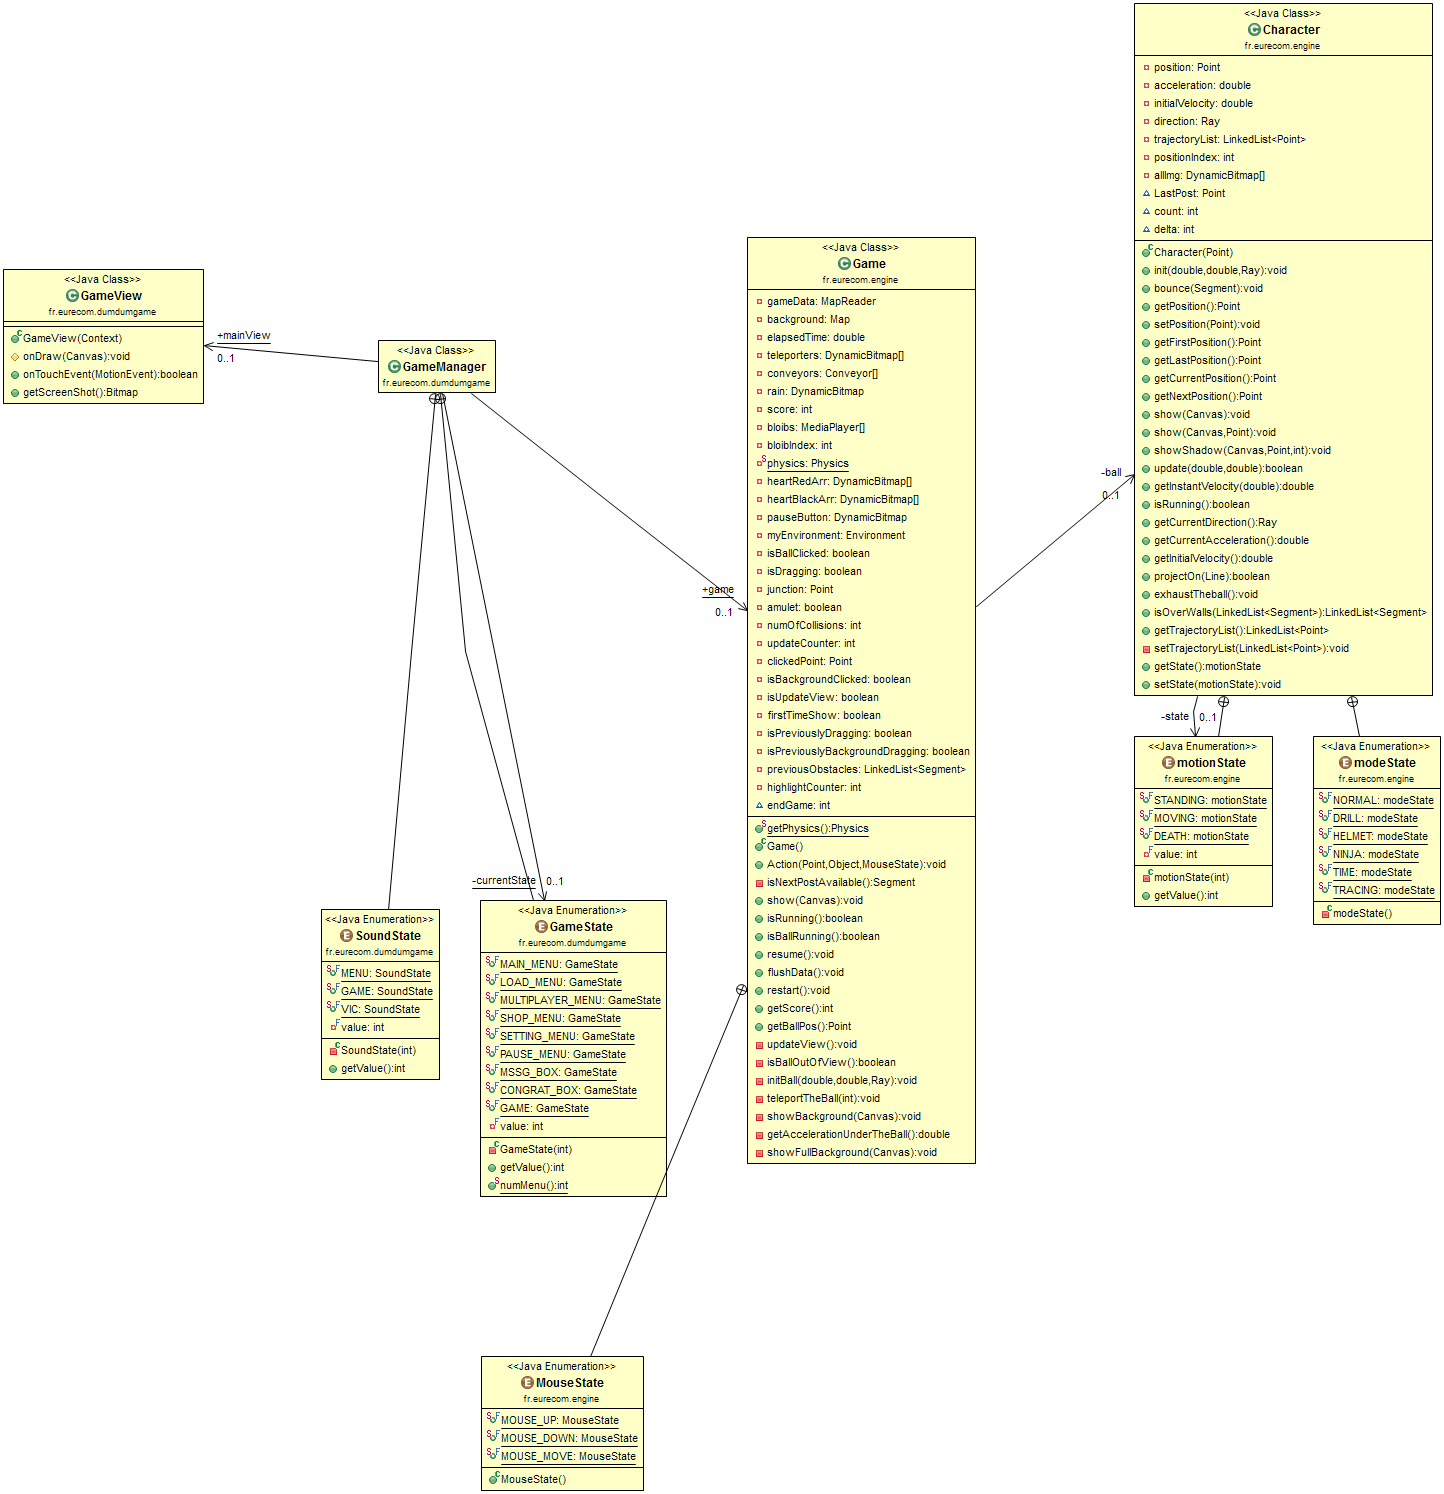 <<Java Class>>
Character
fr.eurecom.engine
position: Point
acceleration: double
initialVelocity: double
direction: Ray
trajectoryList: LinkedList<Point>
positionIndex: int
allImg: DynamicBitmap[]
LastPost: Point
count: int
delta: int
Character(Point)
init(double,double,Ray):void
bounce(Segment):void
getPosition():Point
setPosition(Point):void
getFirstPosition():Point
getLastPosition():Point
getCurrentPosition():Point
getNextPosition():Point
show(Canvas):void
show(Canvas,Point):void
showShadow(Canvas,Point,int):void
update(double,double):boolean
getInstantVelocity(double):double
isRunning():boolean
getCurrentDirection():Ray
getCurrentAcceleration():double
getInitialVelocity():double
projectOn(Line):boolean
exhaustTheball():void
isOverWalls(LinkedList<Segment>):LinkedList<Segment>
getTrajectoryList():LinkedList<Point>
setTrajectoryList(LinkedList<Point>):void
getState():motionState
setState(motionState):void
<<Java Class>>
Game
fr.eurecom.engine
gameData: MapReader
background: Map
elapsedTime: double
teleporters: DynamicBitmap[]
conveyors: Conveyor[]
rain: DynamicBitmap
score: int
bloibs: MediaPlayer[]
bloibIndex: int
physics: Physics
heartRedArr: DynamicBitmap[]
heartBlackArr: DynamicBitmap[]
pauseButton: DynamicBitmap
myEnvironment: Environment
isBallClicked: boolean
isDragging: boolean
junction: Point
amulet: boolean
numOfCollisions: int
updateCounter: int
clickedPoint: Point
isBackgroundClicked: boolean
isUpdateView: boolean
firstTimeShow: boolean
isPreviouslyDragging: boolean
isPreviouslyBackgroundDragging: boolean
previousObstacles: LinkedList<Segment>
highlightCounter: int
endGame: int
getPhysics():Physics
Game()
Action(Point,Object,MouseState):void
isNextPostAvailable():Segment
show(Canvas):void
isRunning():boolean
isBallRunning():boolean
resume():void
flushData():void
restart():void
getScore():int
getBallPos():Point
updateView():void
isBallOutOfView():boolean
initBall(double,double,Ray):void
teleportTheBall(int):void
showBackground(Canvas):void
getAccelerationUnderTheBall():double
showFullBackground(Canvas):void
<<Java Class>>
GameView
fr.eurecom.dumdumgame
GameView(Context)
onDraw(Canvas):void
onTouchEvent(MotionEvent):boolean
getScreenShot():Bitmap
+mainView
0..1
<<Java Class>>
GameManager
fr.eurecom.dumdumgame
+game
0..1
-ball
0..1
-state
0..1
<<Java Enumeration>>
motionState
fr.eurecom.engine
STANDING: motionState
MOVING: motionState
DEATH: motionState
value: int
motionState(int)
getValue():int
<<Java Enumeration>>
modeState
fr.eurecom.engine
NORMAL: modeState
DRILL: modeState
HELMET: modeState
NINJA: modeState
TIME: modeState
TRACING: modeState
modeState()
-currentState
0..1
<<Java Enumeration>>
SoundState
fr.eurecom.dumdumgame
MENU: SoundState
GAME: SoundState
VIC: SoundState
value: int
SoundState(int)
getValue():int
<<Java Enumeration>>
GameState
fr.eurecom.dumdumgame
MAIN_MENU: GameState
LOAD_MENU: GameState
MULTIPLAYER_MENU: GameState
SHOP_MENU: GameState
SETTING_MENU: GameState
PAUSE_MENU: GameState
MSSG_BOX: GameState
CONGRAT_BOX: GameState
GAME: GameState
value: int
GameState(int)
getValue():int
numMenu():int
<<Java Enumeration>>
MouseState
fr.eurecom.engine
MOUSE_UP: MouseState
MOUSE_DOWN: MouseState
MOUSE_MOVE: MouseState
MouseState()